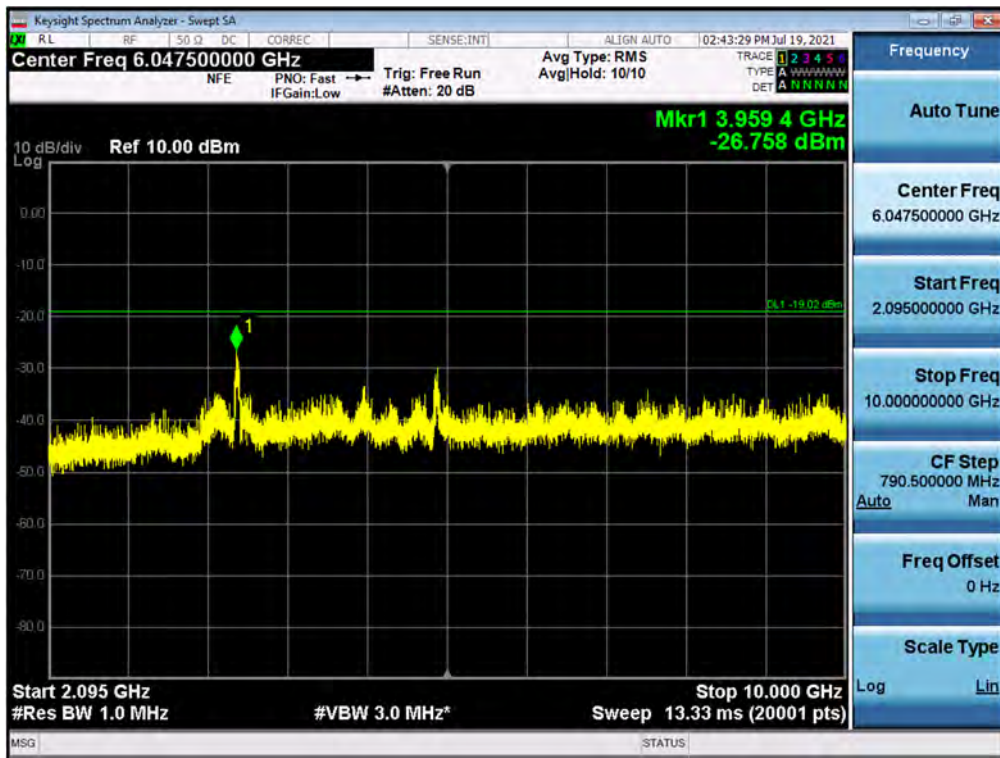 Keysight Spectrum Analyzer - Swept SA
LXI RL RF 50 Ω DC CORREC SENSE:INT ALIGN AUTO 02:43:29 PM Jul 19, 2021
Center Freq 6.047500000 GHz
NFE PNO: Fast Trig: Free Run
IFGain:Low #Atten: 20 dB
Avg Type: RMS
Avg|Hold: 10/10
TRACE 1 2 3 4 5 6
TYPE A WWWWW
DET A N N N N N
Mkr1 3.959 4 GHz
-26.758 dBm
10 dB/div Ref 10.00 dBm
Log
0.00
-10.0
DL1 -19.02 dBm
-20.0
1
-30.0
-40.0
-50.0
-60.0
-70.0
-80.0
Start 2.095 GHz Stop 10.000 GHz
#Res BW 1.0 MHz #VBW 3.0 MHz* Sweep 13.33 ms (20001 pts)
MSG STATUS
Frequency
Auto Tune
Center Freq
6.047500000 GHz
Start Freq
2.095000000 GHz
Stop Freq
10.000000000 GHz
CF Step
790.500000 MHz
Auto Man
Freq Offset
0 Hz
Scale Type
Log Lin